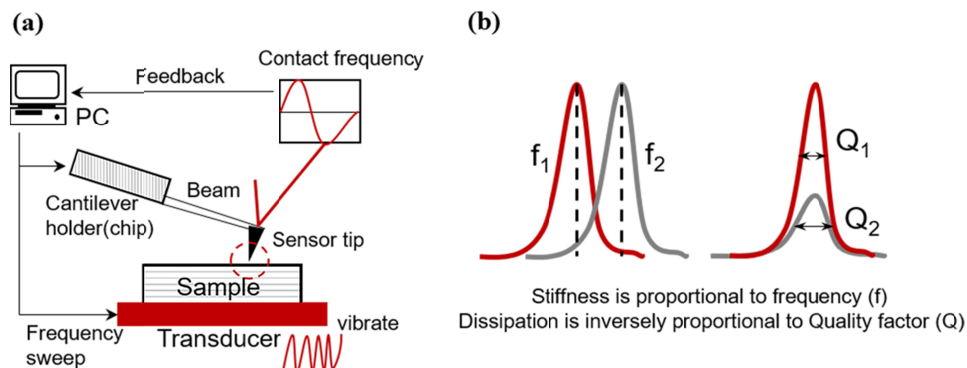 (a)
Contact frequency
Feedback
PC
Beam
Cantilever
holder(chip)
Sensor tip
Sample
Transducer
vibrate
Frequency
sweep
(b)
f1
f2
Q1
Q2
Stiffness is proportional to frequency (f)
Dissipation is inversely proportional to Quality factor (Q)